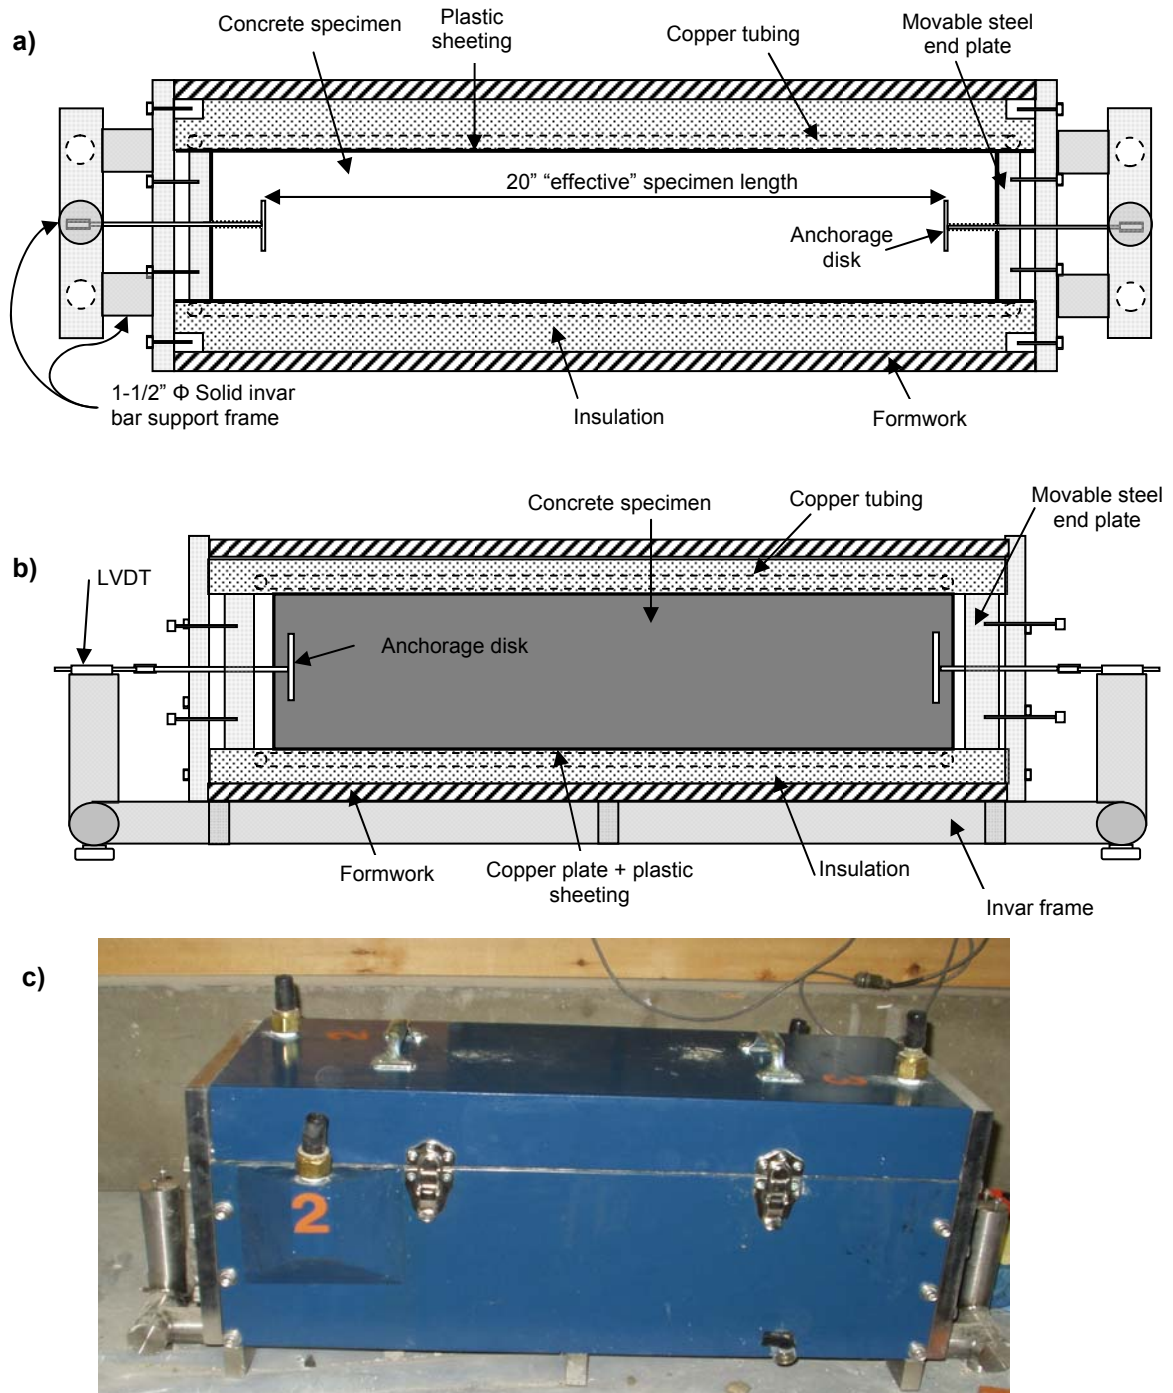 a)
Concrete specimen
Plastic
sheeting
Copper tubing
Movable steel
end plate
20” “effective” specimen length
Anchorage
disk
1-1/2” Φ Solid invar
bar support frame
Insulation
Formwork
b)
LVDT
Concrete specimen
Copper tubing
Movable steel
end plate
Anchorage disk
Formwork
Copper plate + plastic
sheeting
Insulation
Invar frame
c)
2
3
2